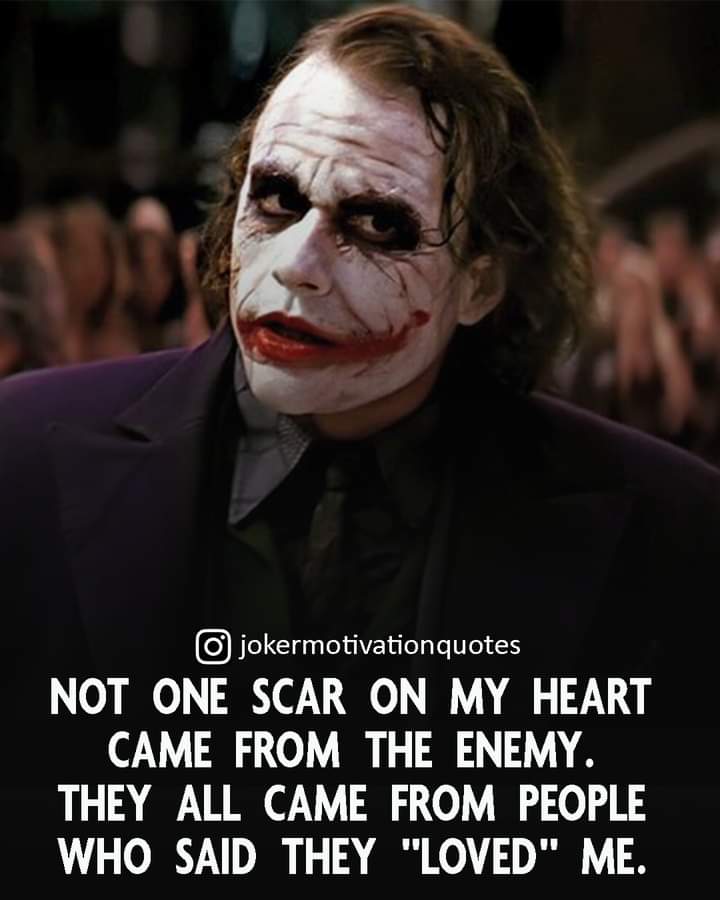 jokermotivationquotes
NOT ONE SCAR ON MY HEART
CAME FROM THE ENEMY.
THEY ALL CAME FROM PEOPLE
WHO SAID THEY "LOVED" ME.